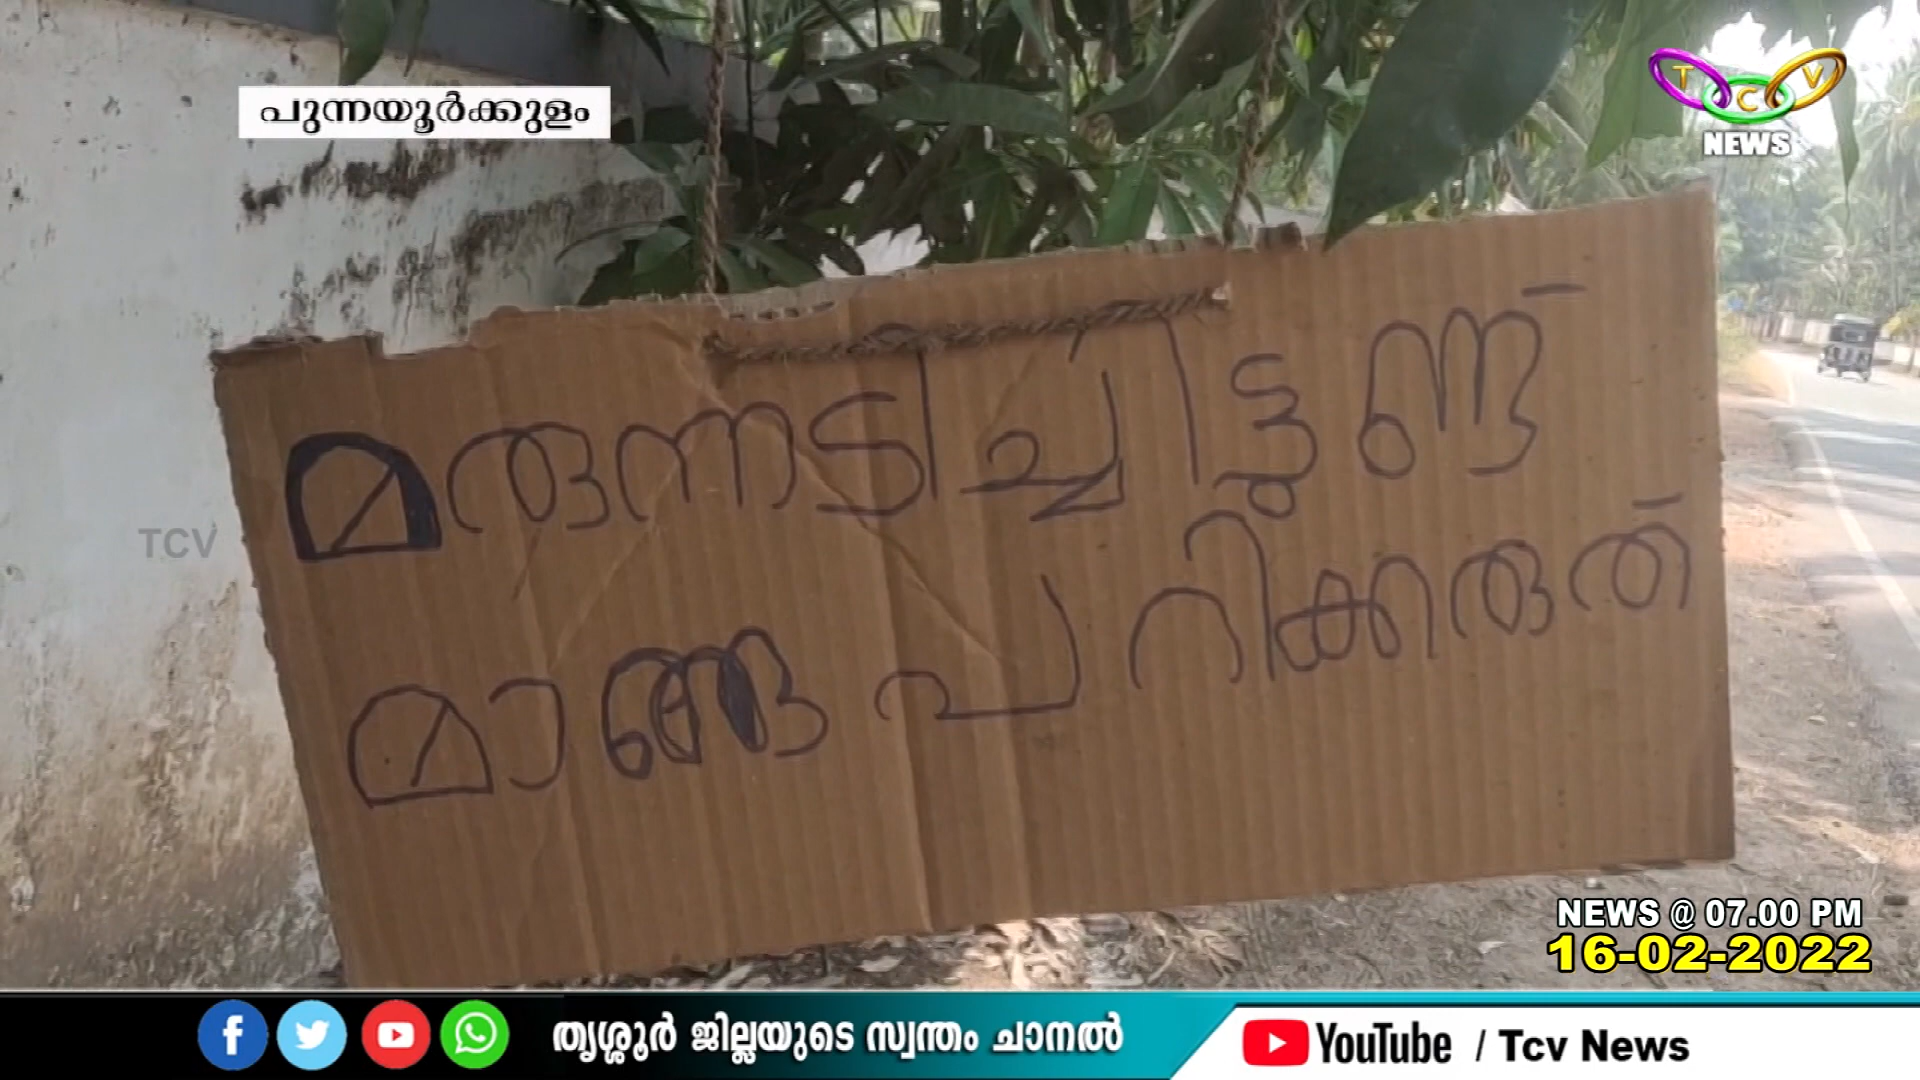 പുന്നയൂർക്കുളം
T C V
NEWS
മരുന്നടിച്ചിട്ടുണ്ട്
മാങ്ങ പറിക്കരുത്
TCV
NEWS @ 07.00 PM
16-02-2022
തൃശ്ശൂർ ജില്ലയുടെ സ്വന്തം ചാനൽ
YouTube / Tcv News